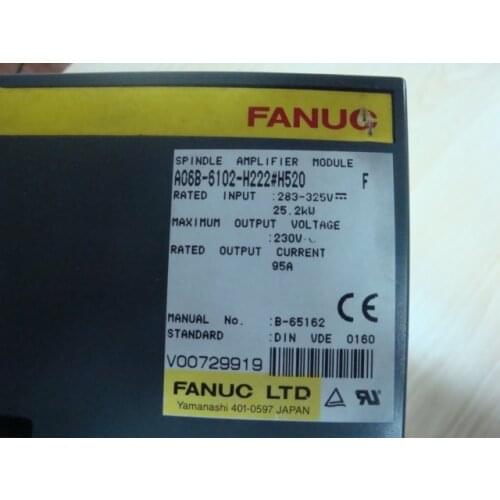 FANUC
SPINDLE AMPLIFIER MODULE
A06B-6102-H222#H520 F
RATED INPUT :283-325V⎓
25.2kW
MAXIMUM OUTPUT VOLTAGE
:230V~
RATED OUTPUT CURRENT
95A
MANUAL No. :B-65162
STANDARD :DIN VDE 0160
CE
V00729919
FANUC LTD
Yamanashi 401-0597 JAPAN